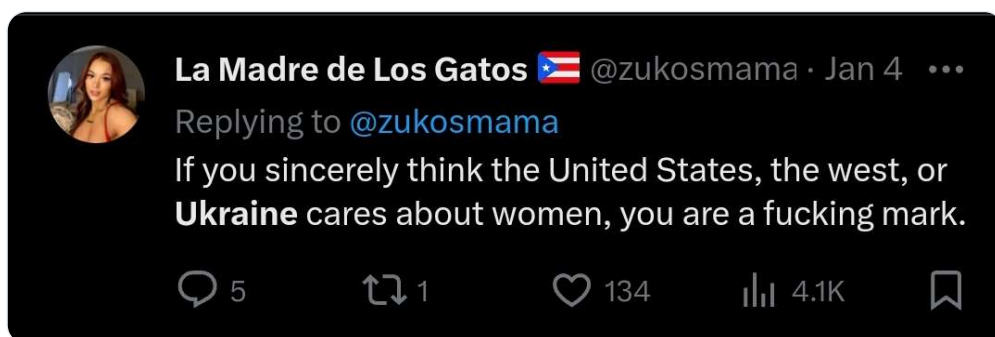 La Madre de Los Gatos 🇵🇷 @zukosmama · Jan 4 •••
Replying to @zukosmama
If you sincerely think the United States, the west, or
Ukraine cares about women, you are a fucking mark.
5 1 134 4.1K